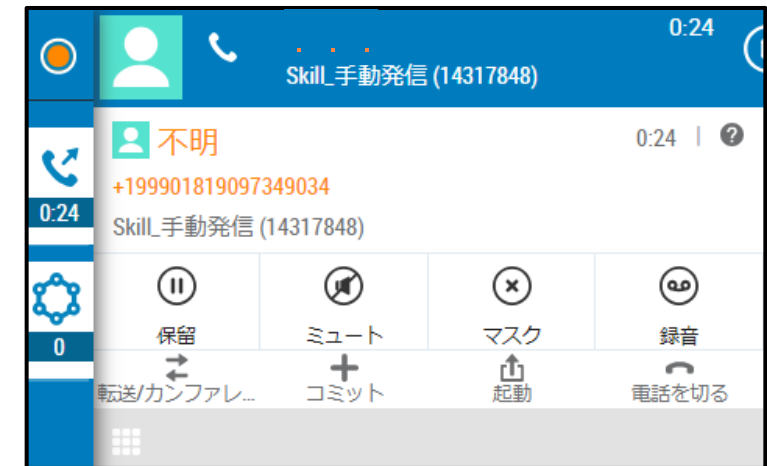 0:24
Skill_手動発信 (14317848)
不明
0:24 | ?
+199901819097349034
Skill_手動発信 (14317848)
0:24
0
保留
ミュート
マスク
録音
転送/カンファレ...
コミット
起動
電話を切る